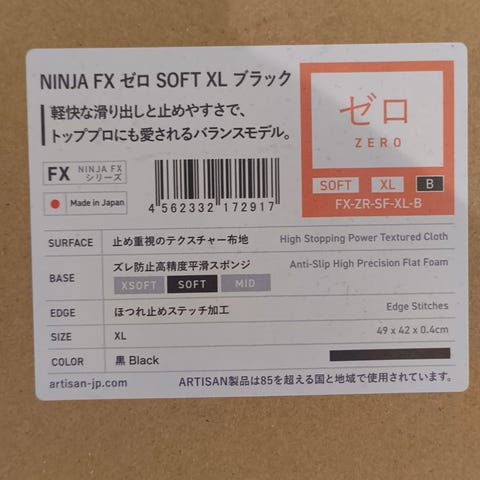 NINJA FX ゼロ SOFT XL ブラック
軽快な滑り出しと止めやすさで、
トッププロにも愛されるバランスモデル。
ゼロ
ZERO
SOFT XL B
FX-ZR-SF-XL-B
FX NINJA FX
シリーズ
Made in Japan
4 562332 172917
SURFACE 止め重視のテクスチャー布地 High Stopping Power Textured Cloth
BASE ズレ防止高精度平滑スポンジ Anti-Slip High Precision Flat Foam
XSOFT SOFT MID
EDGE ほつれ止めステッチ加工 Edge Stitches
SIZE XL 49 x 42 x 0.4cm
COLOR 黒 Black
artisan-jp.com ARTISAN製品は85を超える国と地域で使用されています。